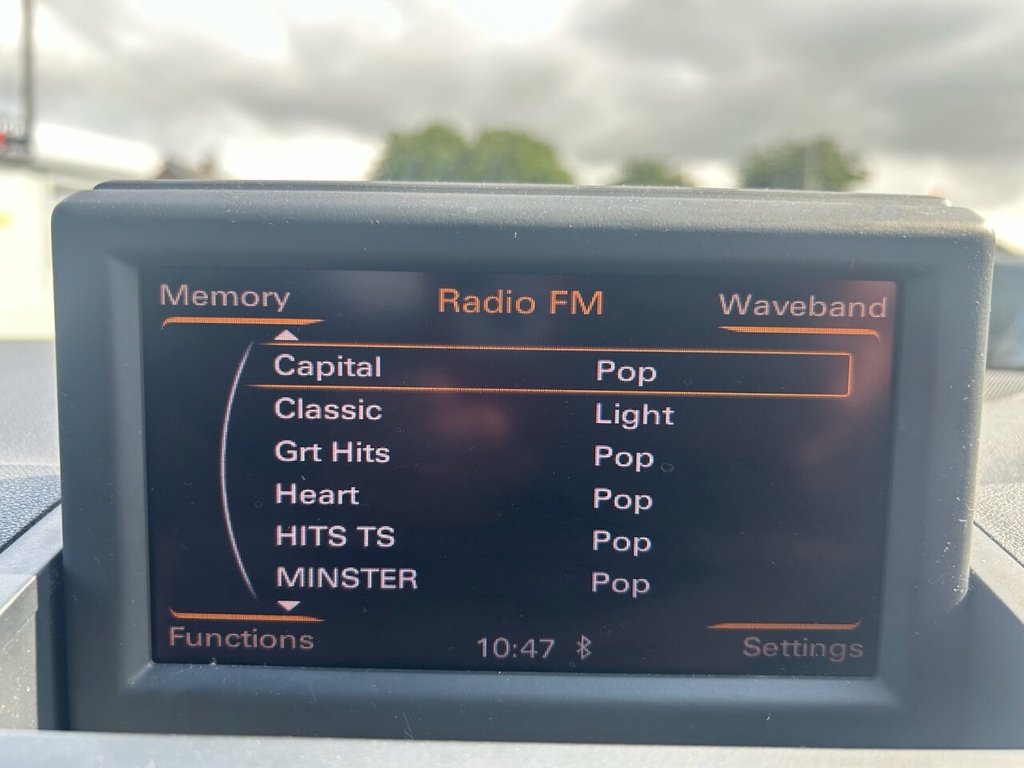 Memory Radio FM Waveband
Capital Pop
Classic Light
Grt Hits Pop
Heart Pop
HITS TS Pop
MINSTER Pop
Functions 10:47 Settings